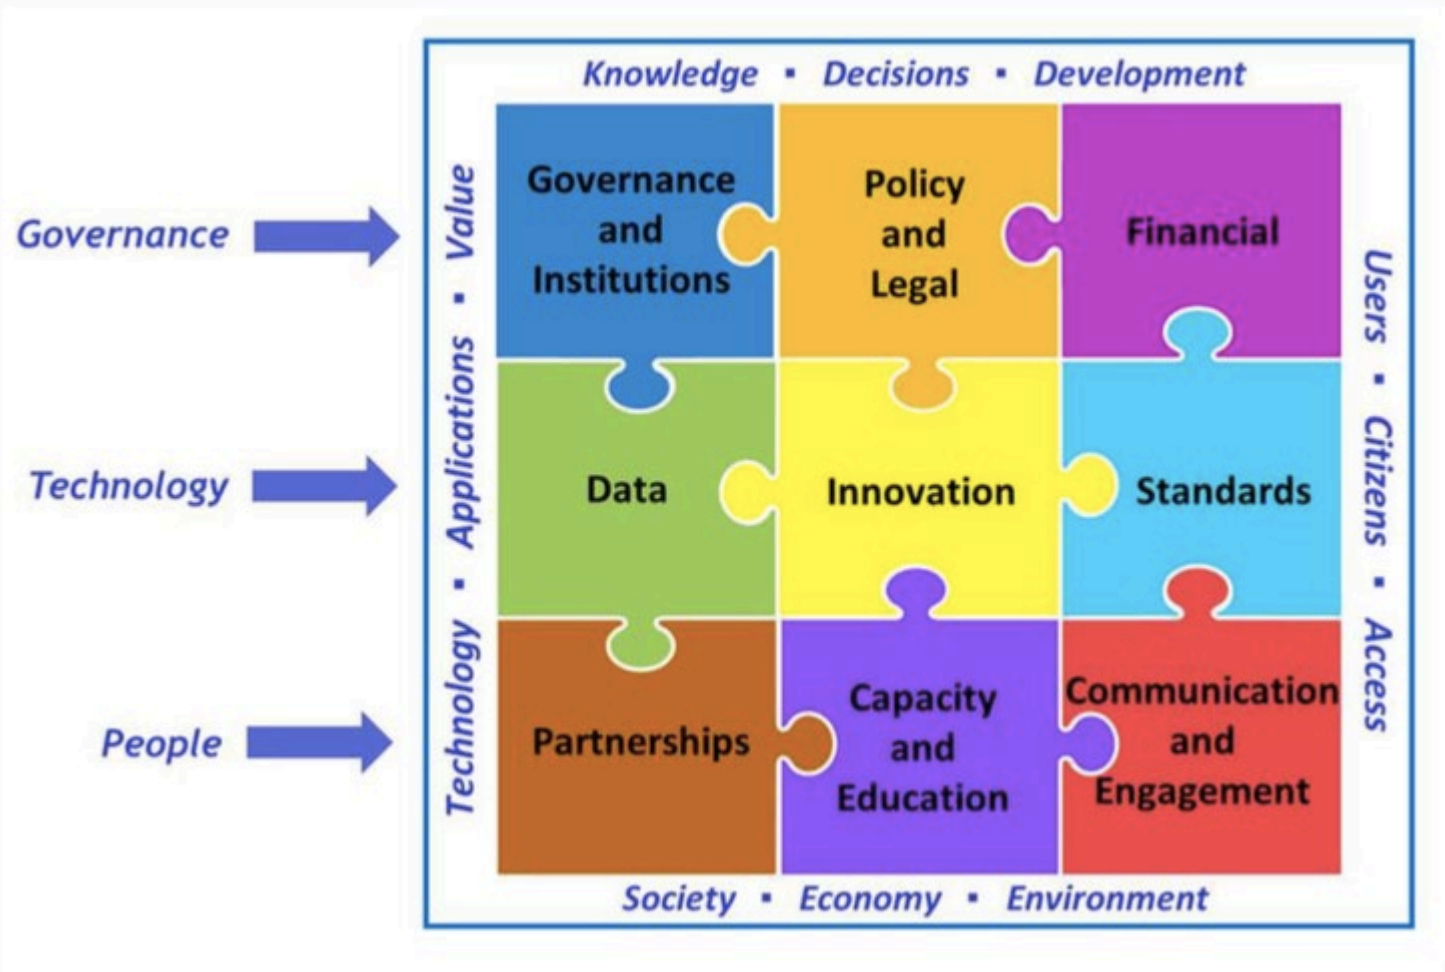 Knowledge ▪ Decisions ▪ Development
Governance
Technology
People
Technology ▪ Applications ▪ Value
Governance
and
Institutions
Policy
and
Legal
Financial
Data
Innovation
Standards
Partnerships
Capacity
and
Education
Communication
and
Engagement
Users ▪ Citizens ▪ Access
Society ▪ Economy ▪ Environment